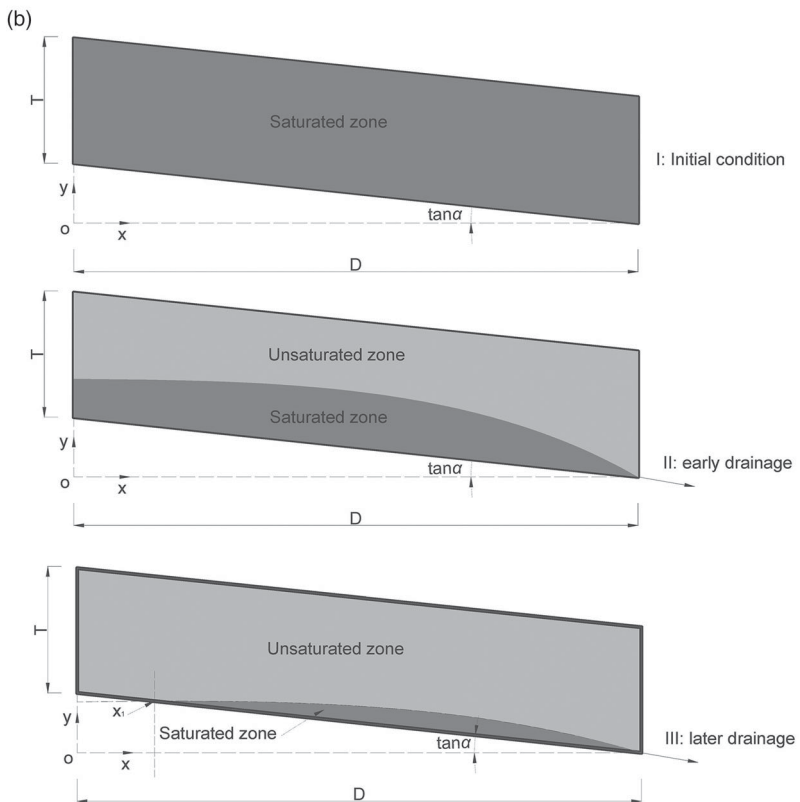 (b)
T
Saturated zone
I: Initial condition
y
tanα
o
x
D
T
Unsaturated zone
Saturated zone
y
tanα
II: early drainage
o
x
D
T
Unsaturated zone
x₁
y
Saturated zone
tanα
III: later drainage
o
x
D